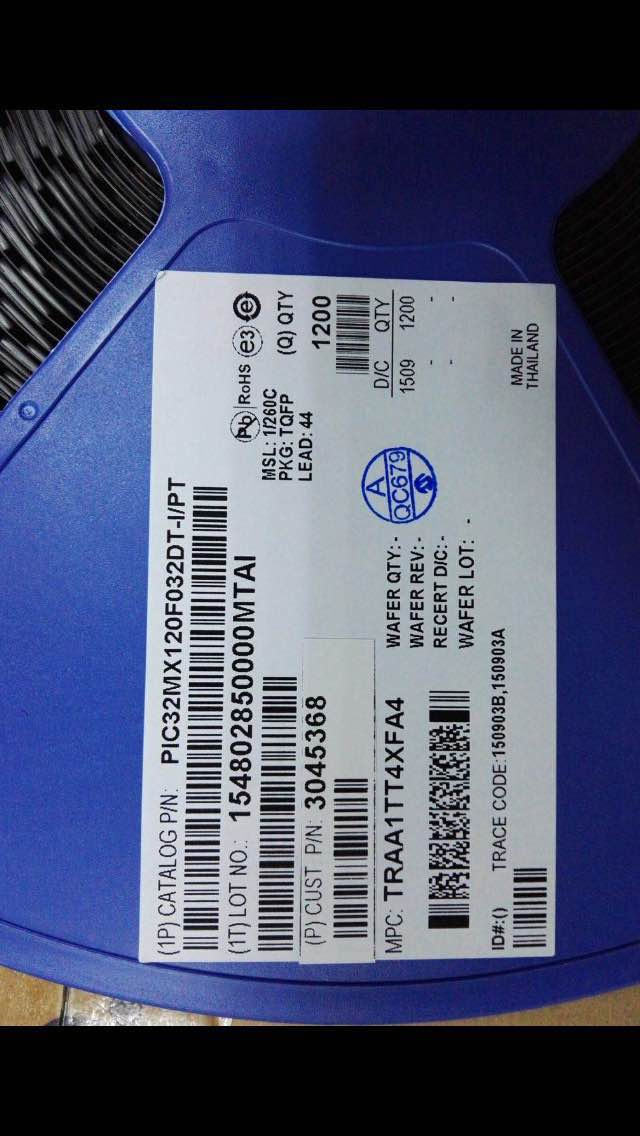 (1P) CATALOG P/N: PIC32MX120F032DT-I/PT
(1T) LOT NO.: 154802850000MTAI
(P) CUST P/N: 3045368
MPC: TRAA1TT4XFA4
ID#:() TRACE CODE:150903B,150903A
WAFER QTY: -
WAFER REV: -
RECERT D/C: -
WAFER LOT: -
A
QC679
Pb RoHS e3 e
MSL: 1/260C
PKG: TQFP
LEAD: 44
(Q) QTY
1200
D/C QTY
1509 1200
- -
- -
MADE IN
THAILAND